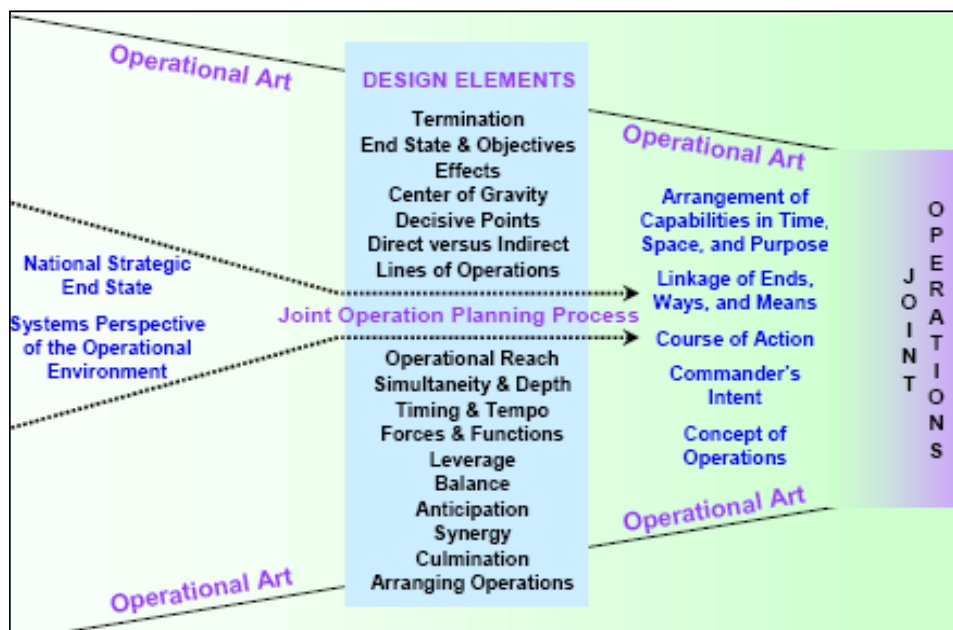 Operational Art
National Strategic
End State
Systems Perspective
of the Operational
Environment
Operational Art
DESIGN ELEMENTS
Termination
End State & Objectives
Effects
Center of Gravity
Decisive Points
Direct versus Indirect
Lines of Operations
Joint Operation Planning Process
Operational Reach
Simultaneity & Depth
Timing & Tempo
Forces & Functions
Leverage
Balance
Anticipation
Synergy
Culmination
Arranging Operations
Operational Art
Arrangement of
Capabilities in Time,
Space, and Purpose
Linkage of Ends,
Ways, and Means
Course of Action
Commander's
Intent
Concept of
Operations
Operational Art
JOINT
OPERATIONS